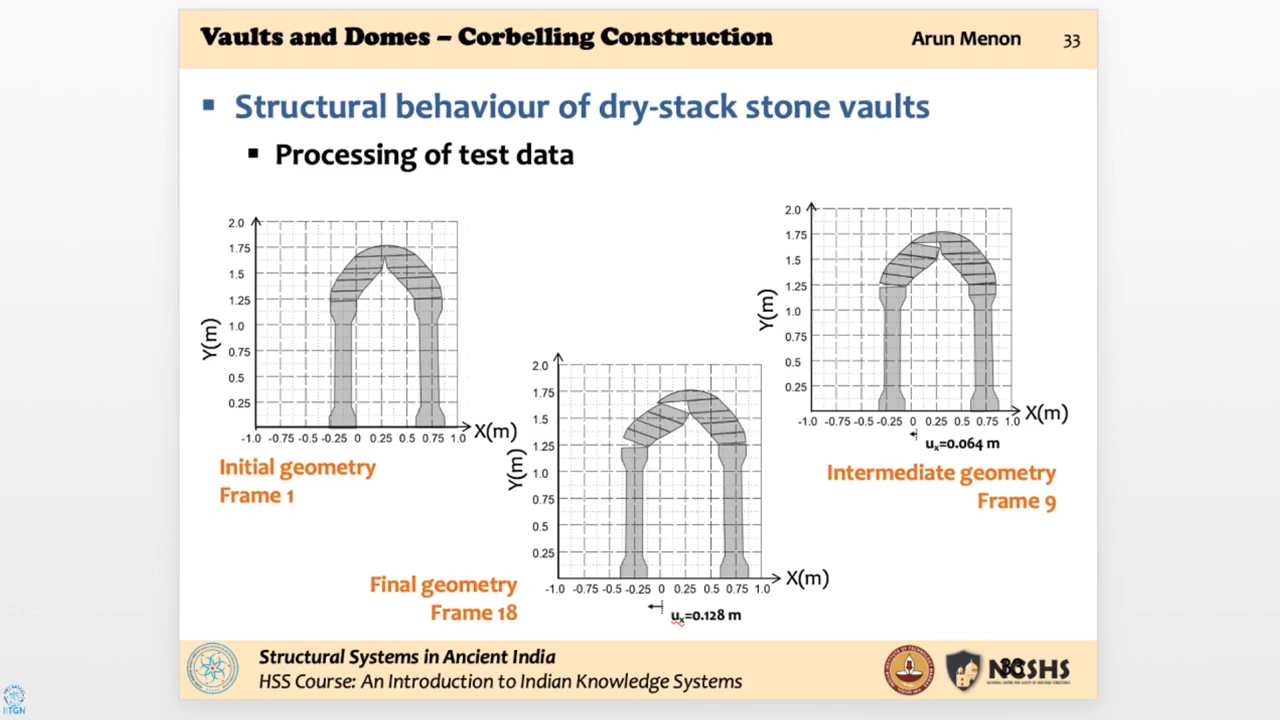 Vaults and Domes – Corbelling Construction
Arun Menon
33
Structural behaviour of dry-stack stone vaults
Processing of test data
2.0
1.75
1.5
1.25
1.0
0.75
0.5
0.25
Y(m)
-1.0 -0.75 -0.5 -0.25 0 0.25 0.5 0.75 1.0
X(m)
Initial geometry
Frame 1
2.0
1.75
1.5
1.25
1.0
0.75
0.5
0.25
Y(m)
-1.0 -0.75 -0.5 -0.25 0 0.25 0.5 0.75 1.0
X(m)
uₓ=0.128 m
Final geometry
Frame 18
2.0
1.75
1.5
1.25
1.0
0.75
0.5
0.25
Y(m)
-1.0 -0.75 -0.5 -0.25 0 0.25 0.5 0.75 1.0
X(m)
uₓ=0.064 m
Intermediate geometry
Frame 9
Structural Systems in Ancient India
HSS Course: An Introduction to Indian Knowledge Systems
33
NCSHS
IITGN